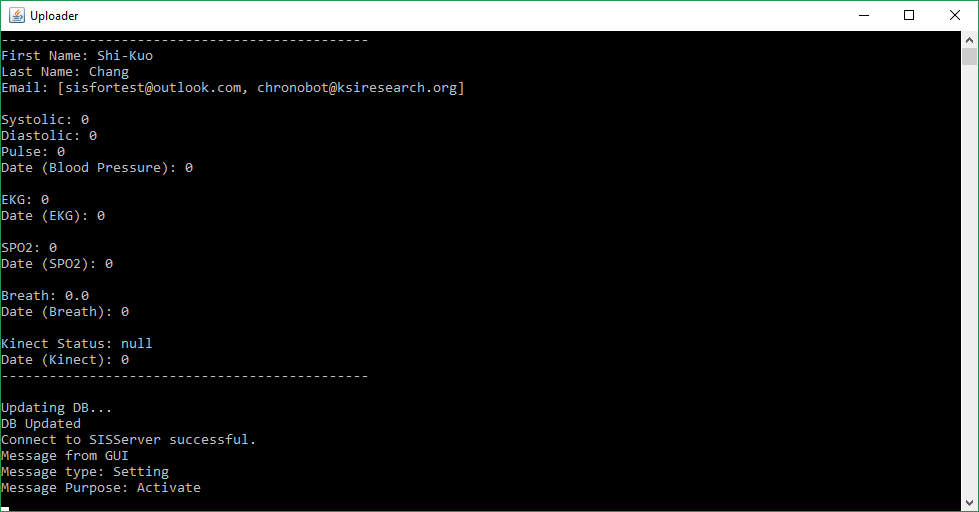 Uploader
----------------------------------------------
First Name: Shi-Kuo
Last Name: Chang
Email: [sisfortest@outlook.com, chronobot@ksiresearch.org]
Systolic: 0
Diastolic: 0
Pulse: 0
Date (Blood Pressure): 0
EKG: 0
Date (EKG): 0
SPO2: 0
Date (SPO2): 0
Breath: 0.0
Date (Breath): 0
Kinect Status: null
Date (Kinect): 0
----------------------------------------------
Updating DB...
DB Updated
Connect to SISServer successful.
Message from GUI
Message type: Setting
Message Purpose: Activate